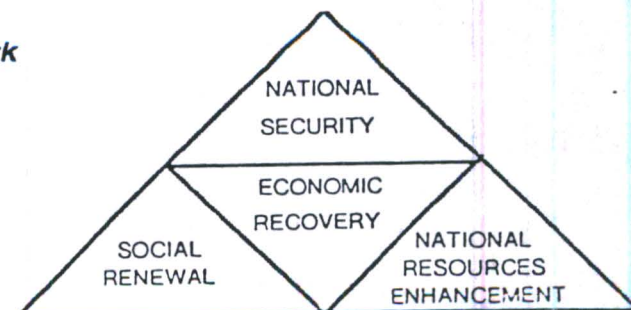 NATIONAL
SECURITY
ECONOMIC
RECOVERY
SOCIAL
RENEWAL
NATIONAL
RESOURCES
ENHANCEMENT